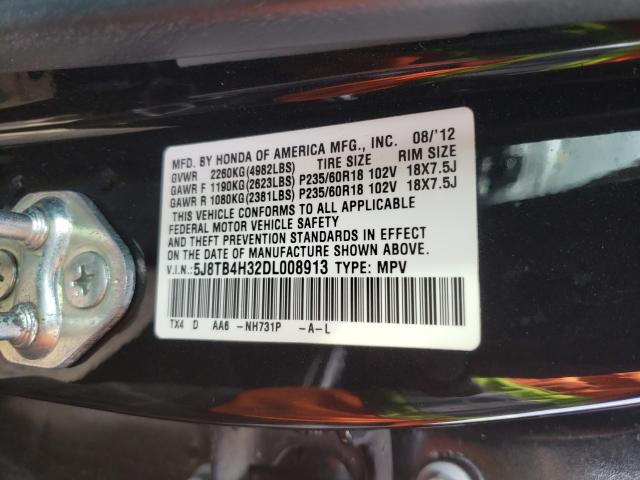 MFD. BY HONDA OF AMERICA MFG., INC. 08/'12
GVWR 2260KG(4982LBS) TIRE SIZE RIM SIZE
GAWR F 1190KG(2623LBS) P235/60R18 102V 18X7.5J
GAWR R 1080KG(2381LBS) P235/60R18 102V 18X7.5J
THIS VEHICLE CONFORMS TO ALL APPLICABLE
FEDERAL MOTOR VEHICLE SAFETY
AND THEFT PREVENTION STANDARDS IN EFFECT
ON THE DATE OF MANUFACTURE SHOWN ABOVE.
V.I.N.: 5J8TB4H32DL008913 TYPE: MPV
TX4 D AA6 -NH731P -A-L